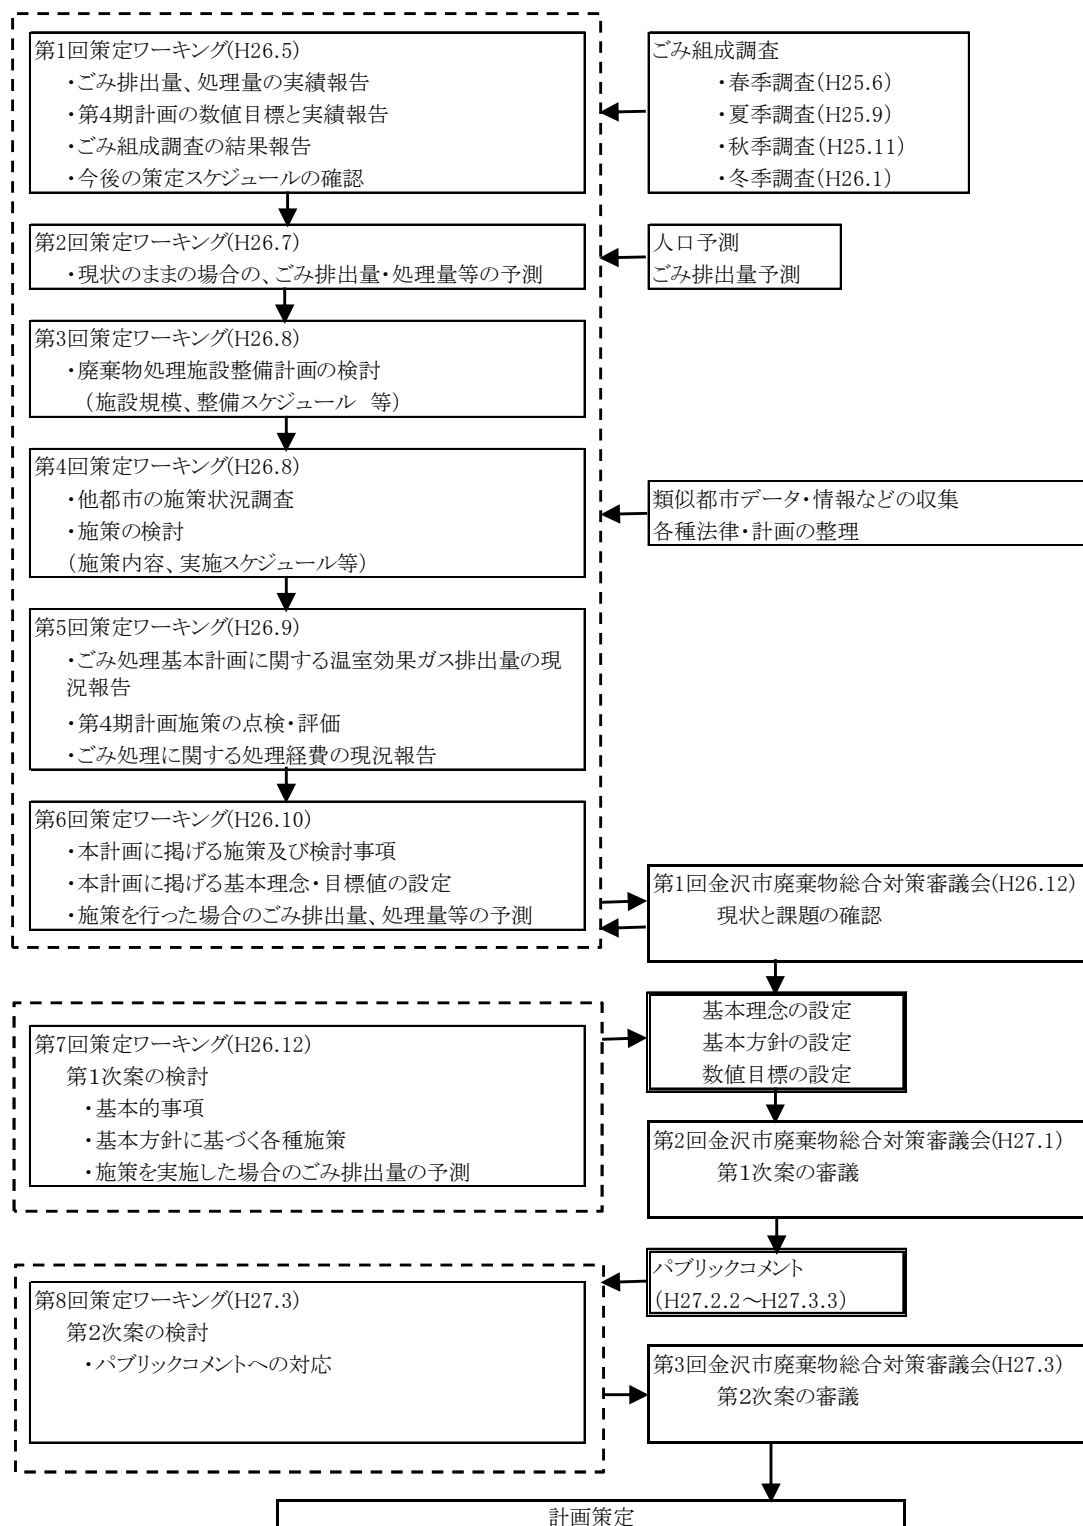 第1回策定ワーキング(H26.5)
・ごみ排出量、処理量の実績報告
・第4期計画の数値目標と実績報告
・ごみ組成調査の結果報告
・今後の策定スケジュールの確認
ごみ組成調査
・春季調査(H25.6)
・夏季調査(H25.9)
・秋季調査(H25.11)
・冬季調査(H26.1)
第2回策定ワーキング(H26.7)
・現状のままの場合の、ごみ排出量・処理量等の予測
人口予測
ごみ排出量予測
第3回策定ワーキング(H26.8)
・廃棄物処理施設整備計画の検討
（施設規模、整備スケジュール　等）
第4回策定ワーキング(H26.8)
・他都市の施策状況調査
・施策の検討
（施策内容、実施スケジュール等）
類似都市データ・情報などの収集
各種法律・計画の整理
第5回策定ワーキング(H26.9)
・ごみ処理基本計画に関する温室効果ガス排出量の現
況報告
・第4期計画施策の点検・評価
・ごみ処理に関する処理経費の現況報告
第6回策定ワーキング(H26.10)
・本計画に掲げる施策及び検討事項
・本計画に掲げる基本理念・目標値の設定
・施策を行った場合のごみ排出量、処理量等の予測
第1回金沢市廃棄物総合対策審議会(H26.12)
現状と課題の確認
基本理念の設定
基本方針の設定
数値目標の設定
第7回策定ワーキング(H26.12)
第1次案の検討
・基本的事項
・基本方針に基づく各種施策
・施策を実施した場合のごみ排出量の予測
第2回金沢市廃棄物総合対策審議会(H27.1)
第1次案の審議
パブリックコメント
(H27.2.2～H27.3.3)
第8回策定ワーキング(H27.3)
第2次案の検討
・パブリックコメントへの対応
第3回金沢市廃棄物総合対策審議会(H27.3)
第2次案の審議
計画策定